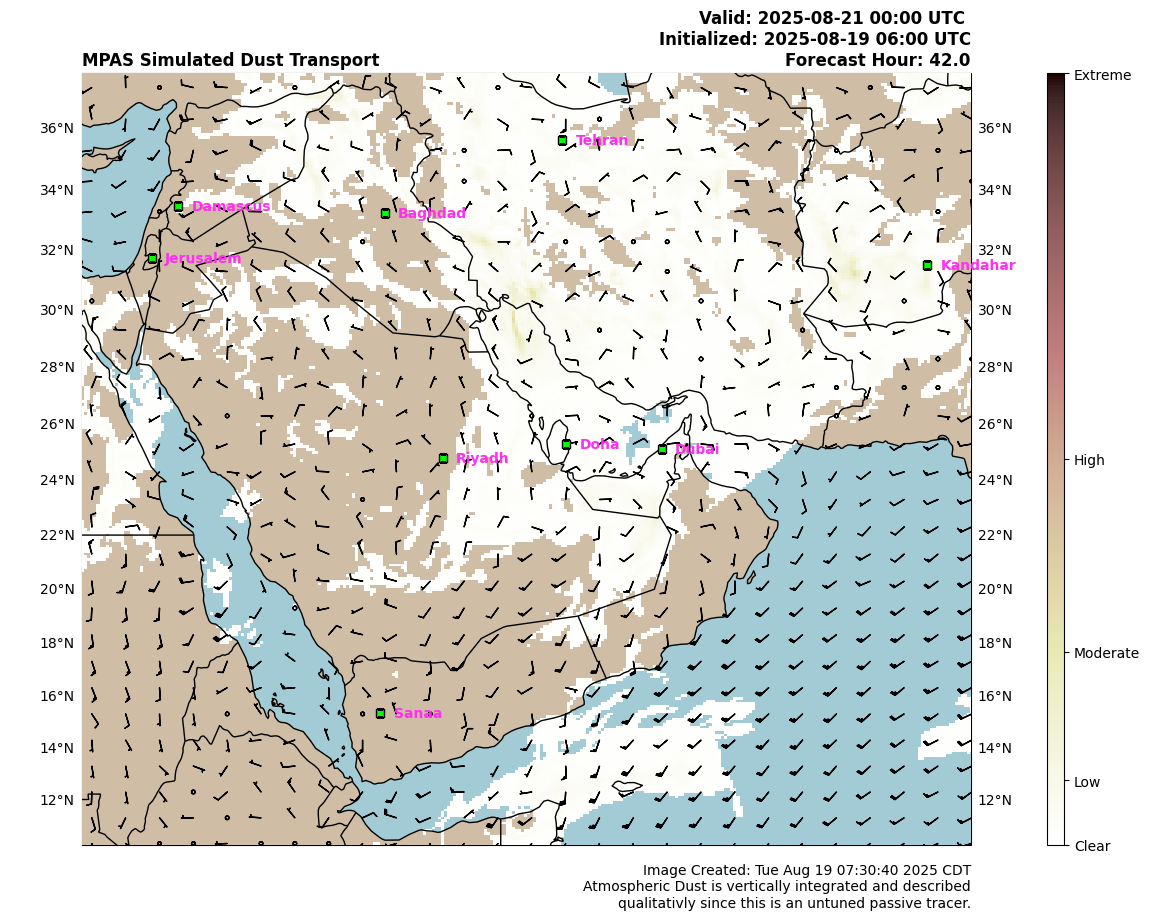 Valid: 2025-08-21 00:00 UTC
Initialized: 2025-08-19 06:00 UTC
MPAS Simulated Dust Transport
Forecast Hour: 42.0
Extreme
36°N
36°N
Tehran
34°N
34°N
Damascus
Baghdad
32°N
32°N
Jerusalem
Kandahar
30°N
30°N
28°N
28°N
26°N
26°N
Doha
Dubai
Riyadh
High
24°N
24°N
22°N
22°N
20°N
20°N
18°N
18°N
Moderate
16°N
16°N
Sanaa
14°N
14°N
Low
12°N
12°N
Clear
Image Created: Tue Aug 19 07:30:40 2025 CDT
Atmospheric Dust is vertically integrated and described
qualitativly since this is an untuned passive tracer.